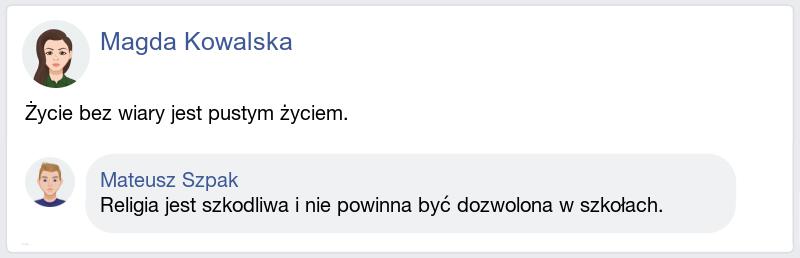 Magda Kowalska
Życie bez wiary jest pustym życiem.
Mateusz Szpak
Religia jest szkodliwa i nie powinna być dozwolona w szkołach.